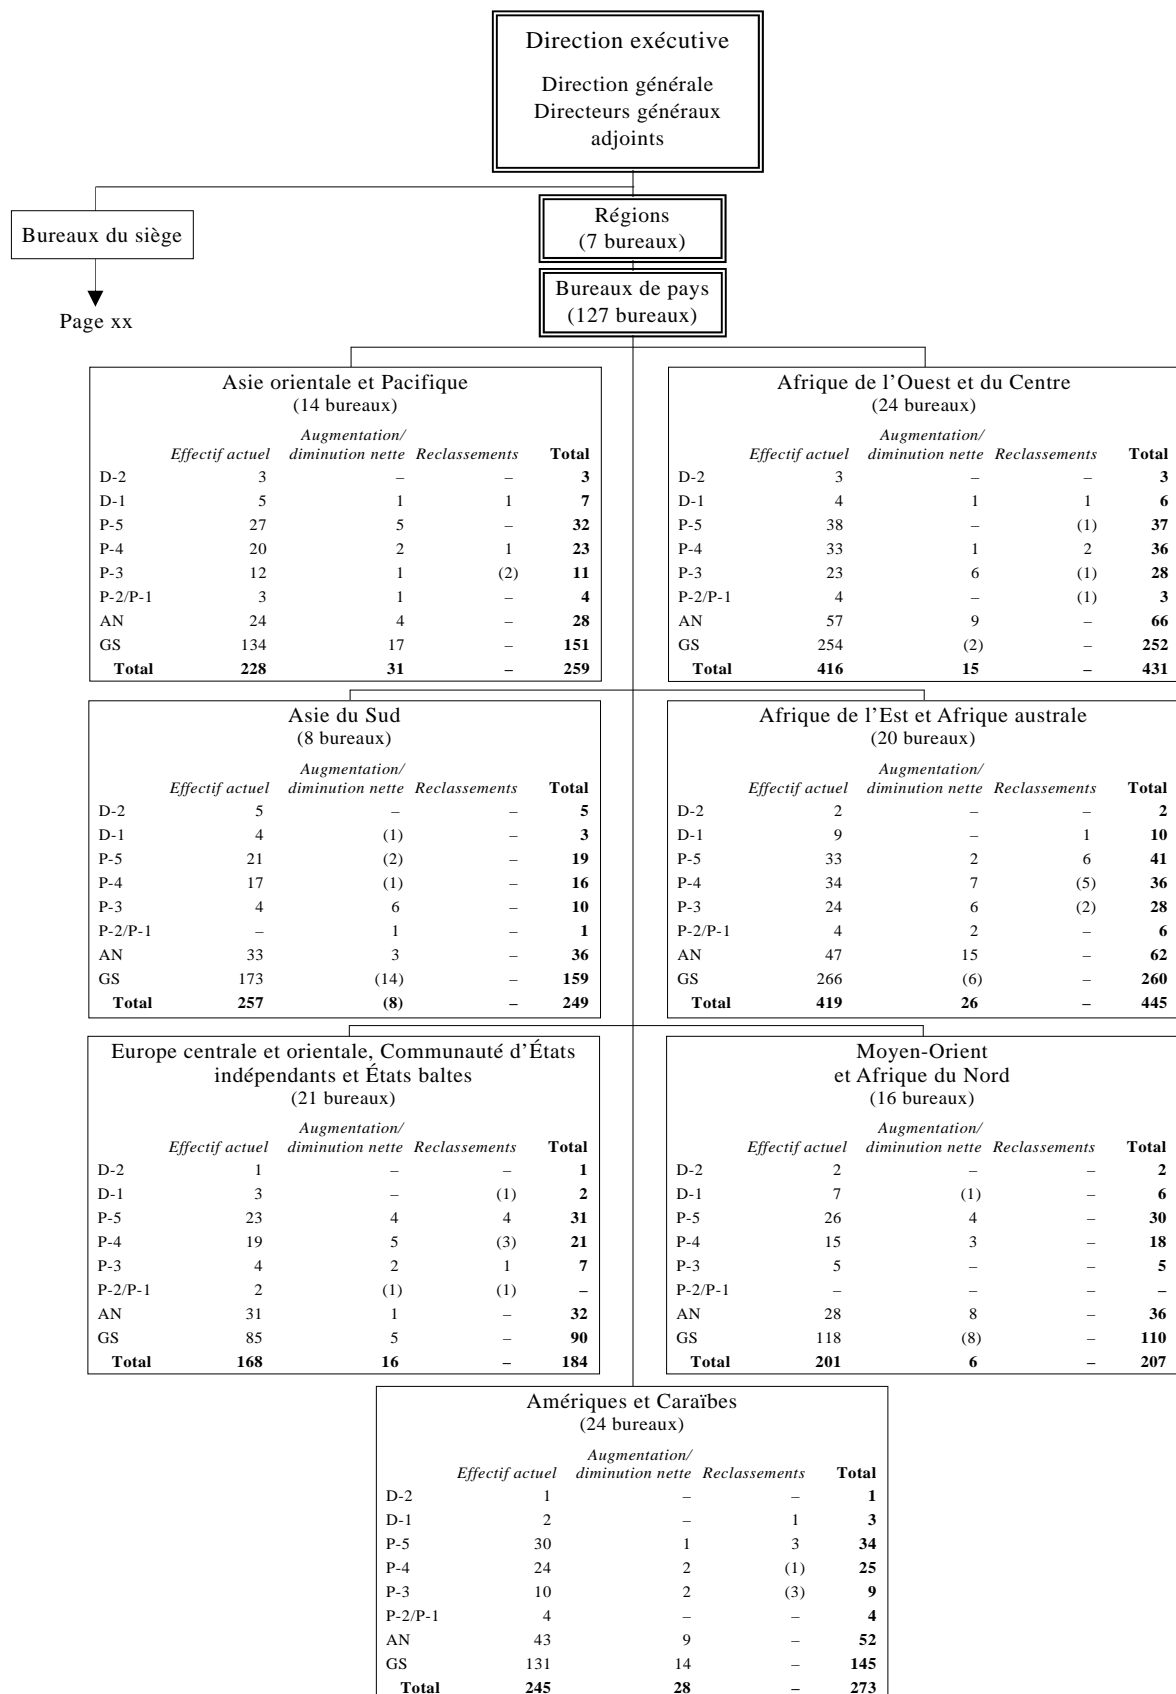 Direction exécutive
Direction générale
Directeurs généraux
adjoints
Bureaux du siège
Page xx
Régions
(7 bureaux)
Bureaux de pays
(127 bureaux)
Asie orientale et Pacifique
(14 bureaux)
Augmentation/
Effectif actuel diminution nette Reclassements Total
D-2 3 – – 3
D-1 5 1 1 7
P-5 27 5 – 32
P-4 20 2 1 23
P-3 12 1 (2) 11
P-2/P-1 3 1 – 4
AN 24 4 – 28
GS 134 17 – 151
Total 228 31 – 259
Afrique de l'Ouest et du Centre
(24 bureaux)
Augmentation/
Effectif actuel diminution nette Reclassements Total
D-2 3 – – 3
D-1 4 1 1 6
P-5 38 – (1) 37
P-4 33 1 2 36
P-3 23 6 (1) 28
P-2/P-1 4 – (1) 3
AN 57 9 – 66
GS 254 (2) – 252
Total 416 15 – 431
Asie du Sud
(8 bureaux)
Augmentation/
Effectif actuel diminution nette Reclassements Total
D-2 5 – – 5
D-1 4 (1) – 3
P-5 21 (2) – 19
P-4 17 (1) – 16
P-3 4 6 – 10
P-2/P-1 – 1 – 1
AN 33 3 – 36
GS 173 (14) – 159
Total 257 (8) – 249
Afrique de l'Est et Afrique australe
(20 bureaux)
Augmentation/
Effectif actuel diminution nette Reclassements Total
D-2 2 – – 2
D-1 9 – 1 10
P-5 33 2 6 41
P-4 34 7 (5) 36
P-3 24 6 (2) 28
P-2/P-1 4 2 – 6
AN 47 15 – 62
GS 266 (6) – 260
Total 419 26 – 445
Europe centrale et orientale, Communauté d'États
indépendants et États baltes
(21 bureaux)
Augmentation/
Effectif actuel diminution nette Reclassements Total
D-2 1 – – 1
D-1 3 – (1) 2
P-5 23 4 4 31
P-4 19 5 (3) 21
P-3 4 2 1 7
P-2/P-1 2 (1) (1) –
AN 31 1 – 32
GS 85 5 – 90
Total 168 16 – 184
Moyen-Orient
et Afrique du Nord
(16 bureaux)
Augmentation/
Effectif actuel diminution nette Reclassements Total
D-2 2 – – 2
D-1 7 (1) – 6
P-5 26 4 – 30
P-4 15 3 – 18
P-3 5 – – 5
P-2/P-1 – – – –
AN 28 8 – 36
GS 118 (8) – 110
Total 201 6 – 207
Amériques et Caraïbes
(24 bureaux)
Augmentation/
Effectif actuel diminution nette Reclassements Total
D-2 1 – – 1
D-1 2 – 1 3
P-5 30 1 3 34
P-4 24 2 (1) 25
P-3 10 2 (3) 9
P-2/P-1 4 – – 4
AN 43 9 – 52
GS 131 14 – 145
Total 245 28 – 273